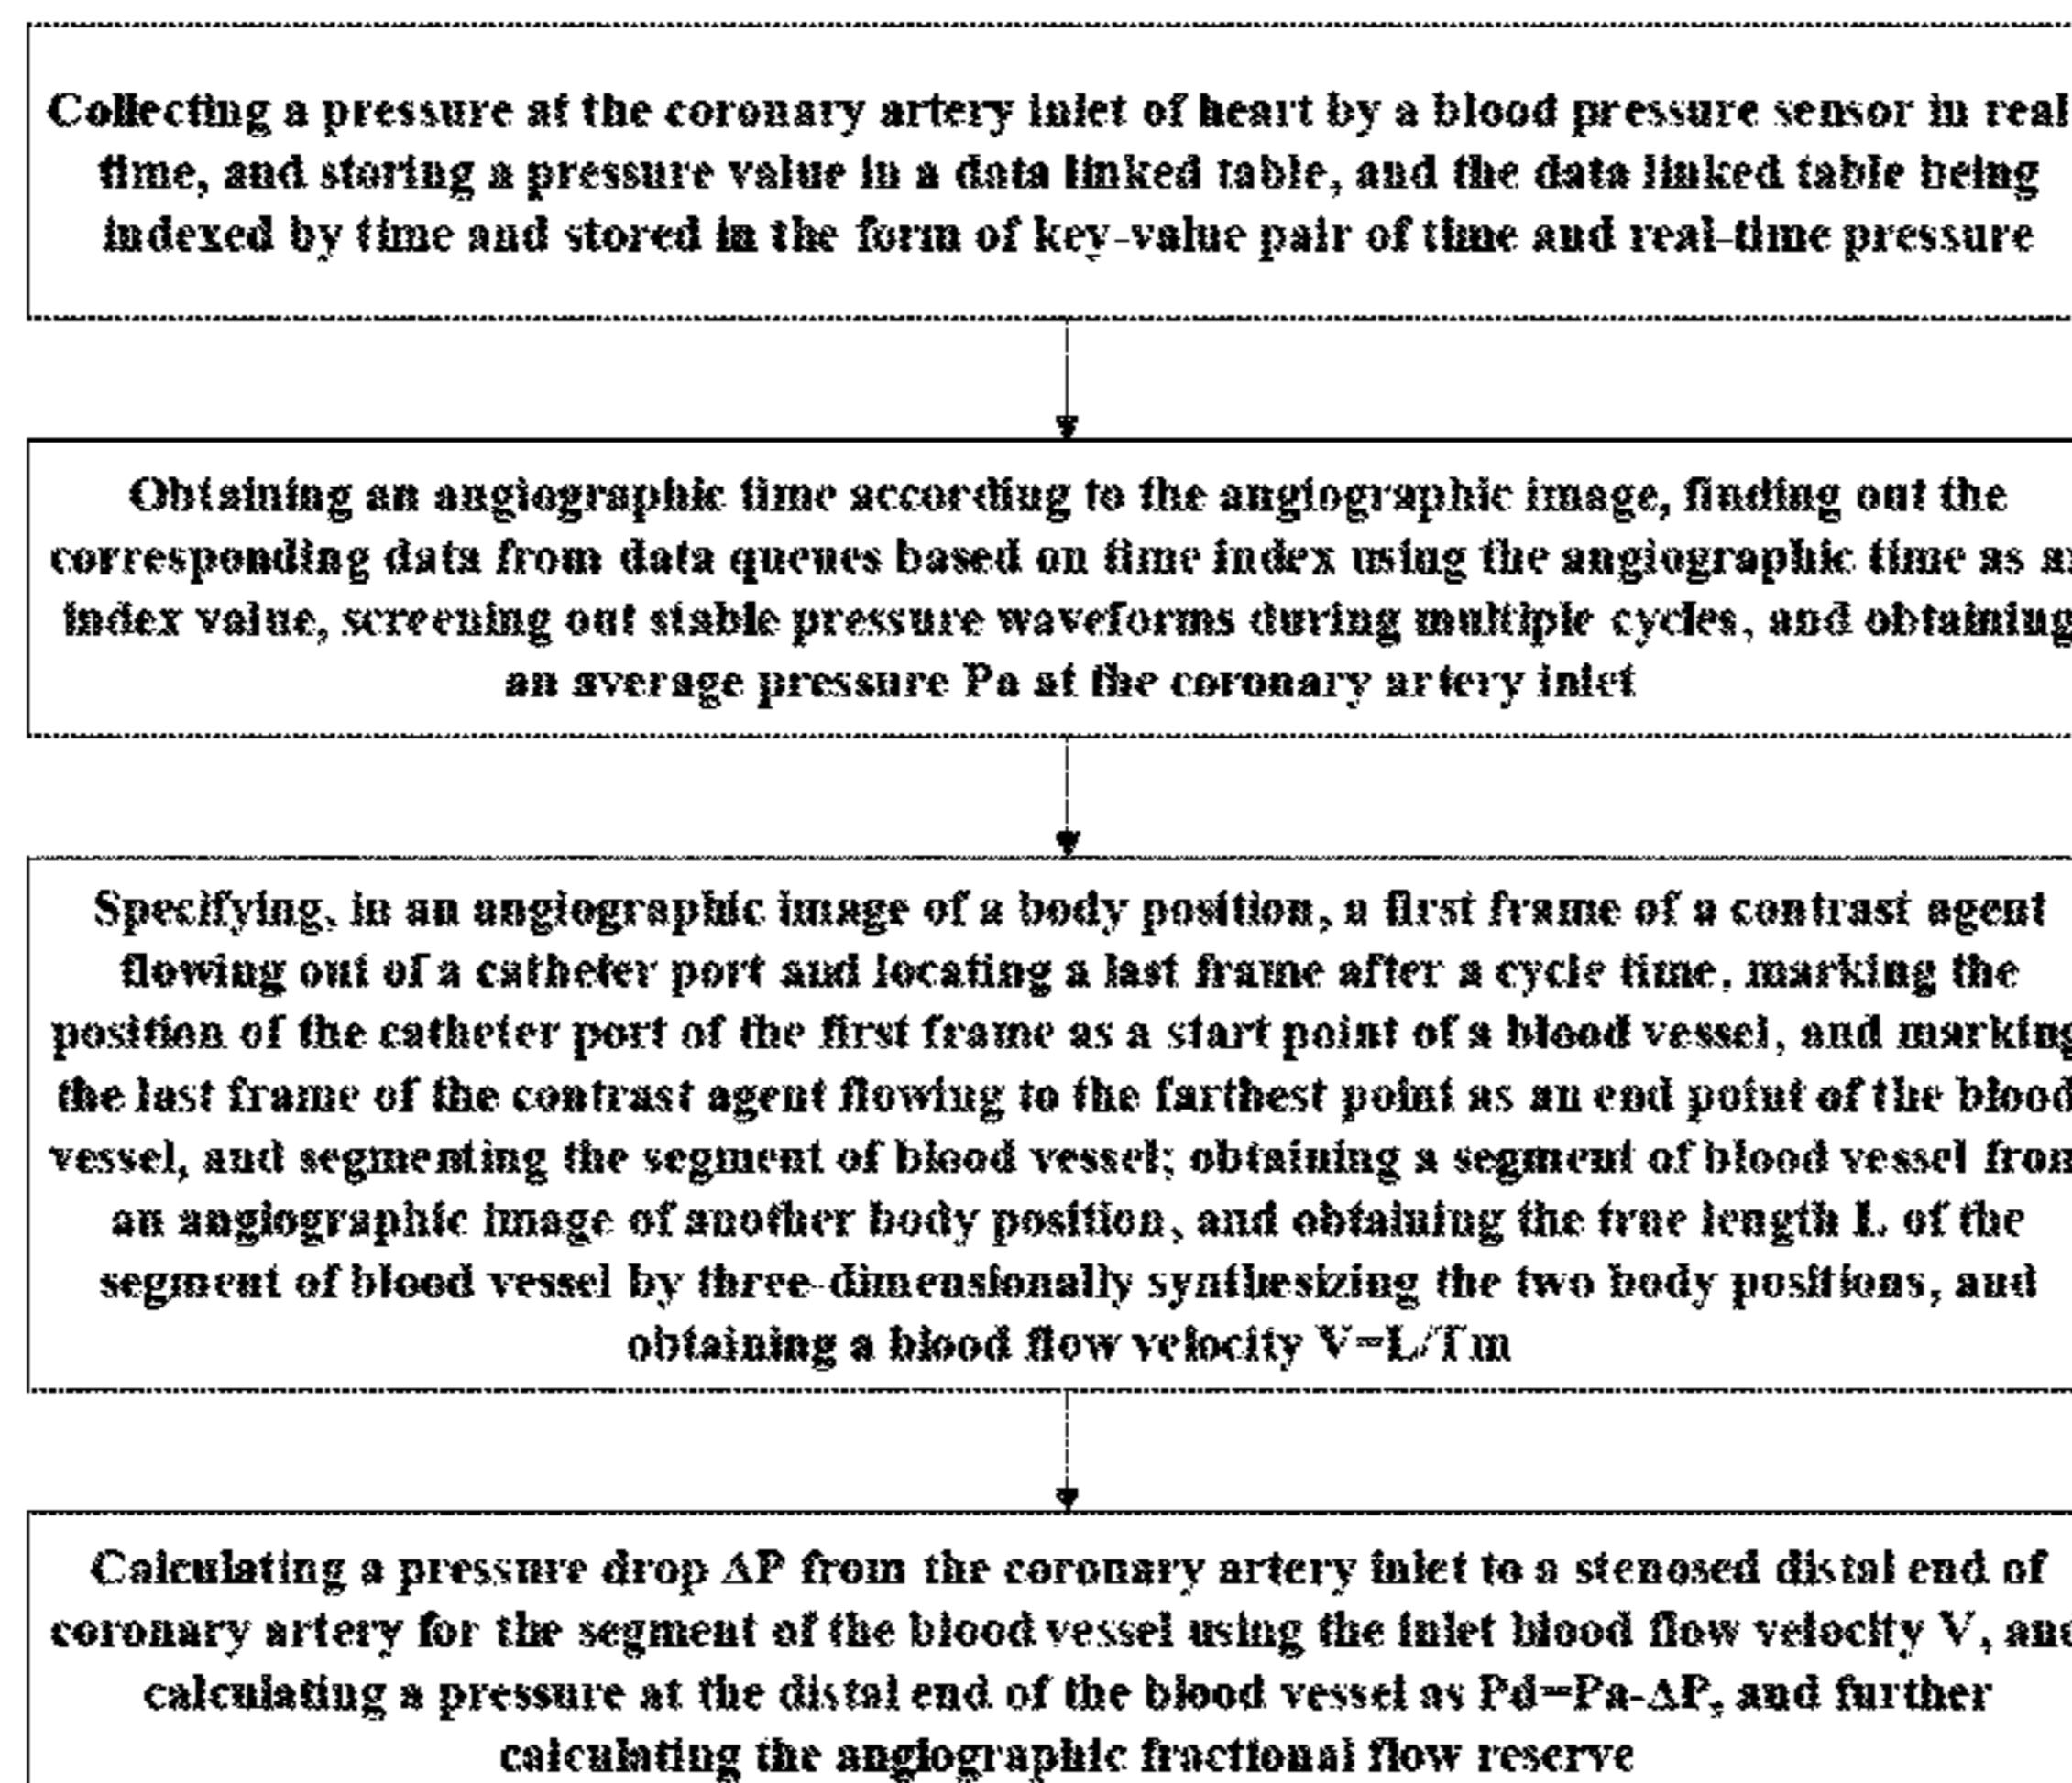 Collecting a pressure at the coronary artery inlet of heart by a blood pressure sensor in real
time, and storing a pressure value in a data linked table, and the data linked table being
indexed by time and stored in the form of key-value pair of time and real-time pressure
Obtaining an angiographic time according to the angiographic image, finding out the
corresponding data from data queues based on time index using the angiographic time as an
index value, screening out stable pressure waveforms during multiple cycles, and obtaining
an average pressure Pa at the coronary artery inlet
Specifying, in an angiographic image of a body position, a first frame of a contrast agent
flowing out of a catheter port and locating a last frame after a cycle time, marking the
position of the catheter port of the first frame as a start point of a blood vessel, and marking
the last frame of the contrast agent flowing to the farthest point as an end point of the blood
vessel, and segmenting the segment of blood vessel; obtaining a segment of blood vessel from
an angiographic image of another body position, and obtaining the true length L of the
segment of blood vessel by three-dimensionally synthesizing the two body positions, and
obtaining a blood flow velocity V=L/Tm
Calculating a pressure drop ΔP from the coronary artery inlet to a stenosed distal end of
coronary artery for the segment of the blood vessel using the inlet blood flow velocity V, and
calculating a pressure at the distal end of the blood vessel as Pd=Pa-ΔP, and further
calculating the angiographic fractional flow reserve